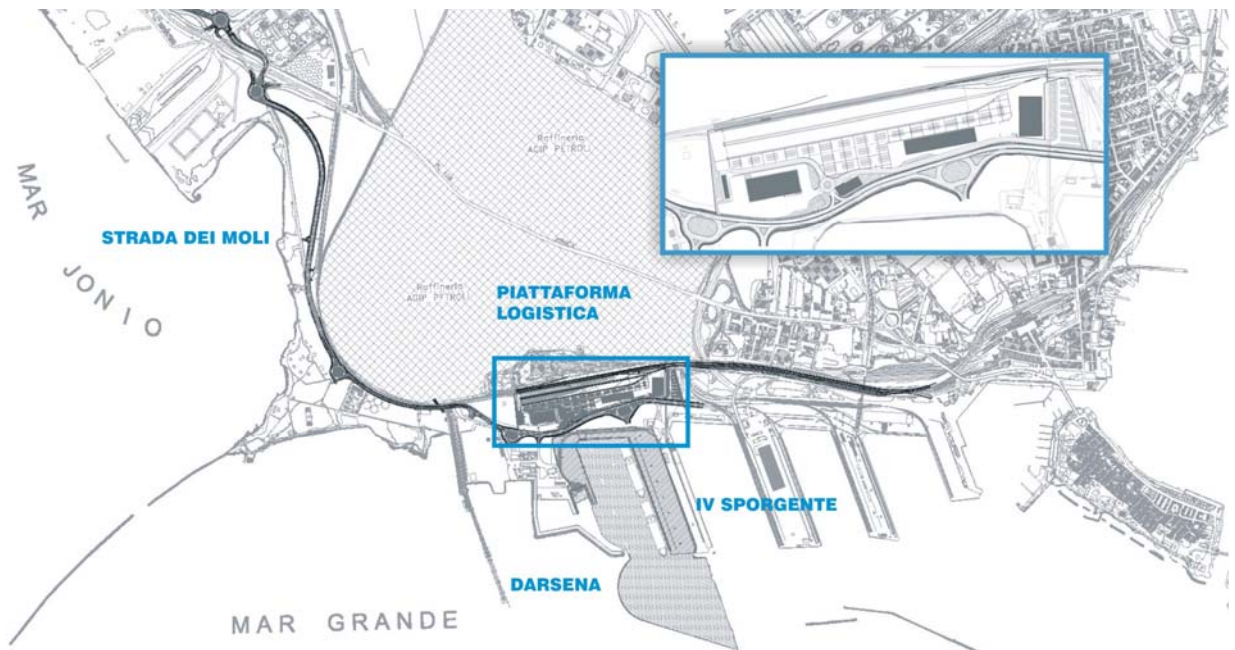 Raffineria
AGIP PETROLI
MAR
JONIO
STRADA DEI MOLI
Raffineria
AGIP PETROLI
PIATTAFORMA
LOGISTICA
IV SPORGENTE
DARSENA
MAR GRANDE